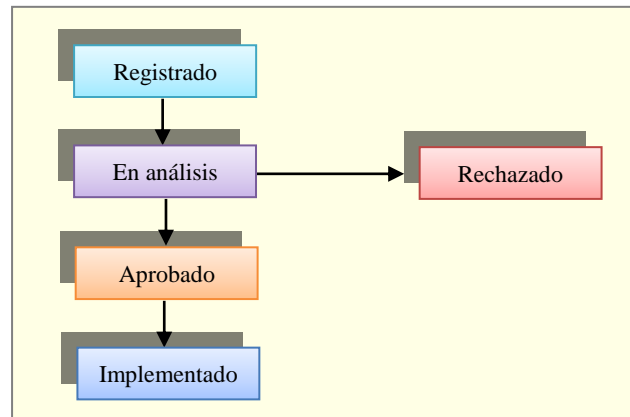 Registrado
En análisis
Rechazado
Aprobado
Implementado